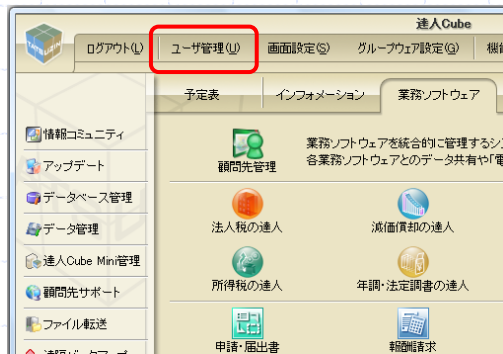 達人Cube
ログアウト(L) ユーザ管理(U) 画面設定(S) グループウェア設定(G) 機
予定表 インフォメーション 業務ソフトウェア
情報コミュニティ
アップデート
データベース管理
データ管理
達人Cube Mini管理
顧問先サポート
ファイル転送
顧問先管理
業務ソフトウェアを統合的に管理する
各業務ソフトウェアとのデータ共有や「電
法人税の達人 減価償却の達人
所得税の達人 年調・法定調書の達人
申請・届出書 報酬請求